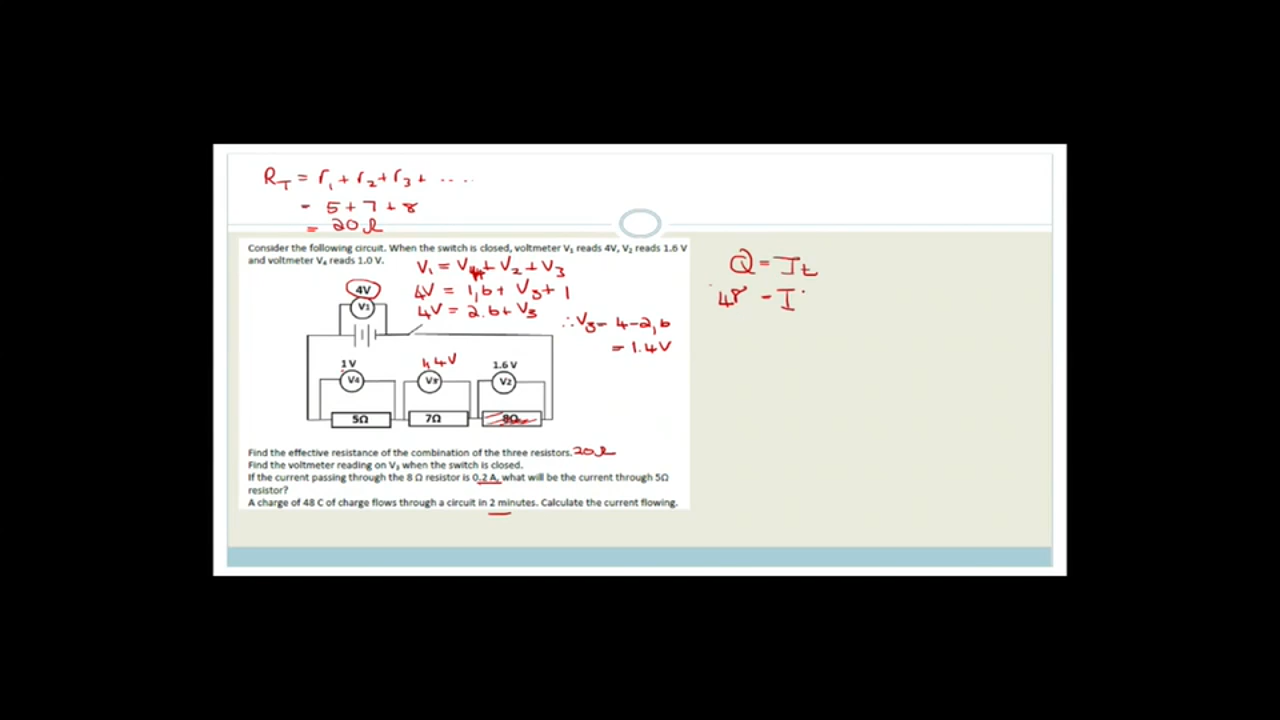 R_T = r₁ + r₂ + r₃ + ....
= 5 + 7 + 8
= 20 Ω
Consider the following circuit. When the switch is closed, voltmeter V₁ reads 4V, V₂ reads 1.6 V
and voltmeter V₄ reads 1.0 V.
V₁ = V₄ + V₂ + V₃
4V = 1,6 + V₃ + 1
4V = 2.6 + V₃
∴ V₃ = 4 - 2,6
= 1.4V
Q = It
48 = I
4V
V₁
1 V
1,4V
1.6 V
V₄
V₃
V₂
5Ω
7Ω
8Ω
Find the effective resistance of the combination of the three resistors. 20Ω
Find the voltmeter reading on V₃ when the switch is closed.
If the current passing through the 8 Ω resistor is 0.2 A, what will be the current through 5Ω
resistor?
A charge of 48 C of charge flows through a circuit in 2 minutes. Calculate the current flowing.